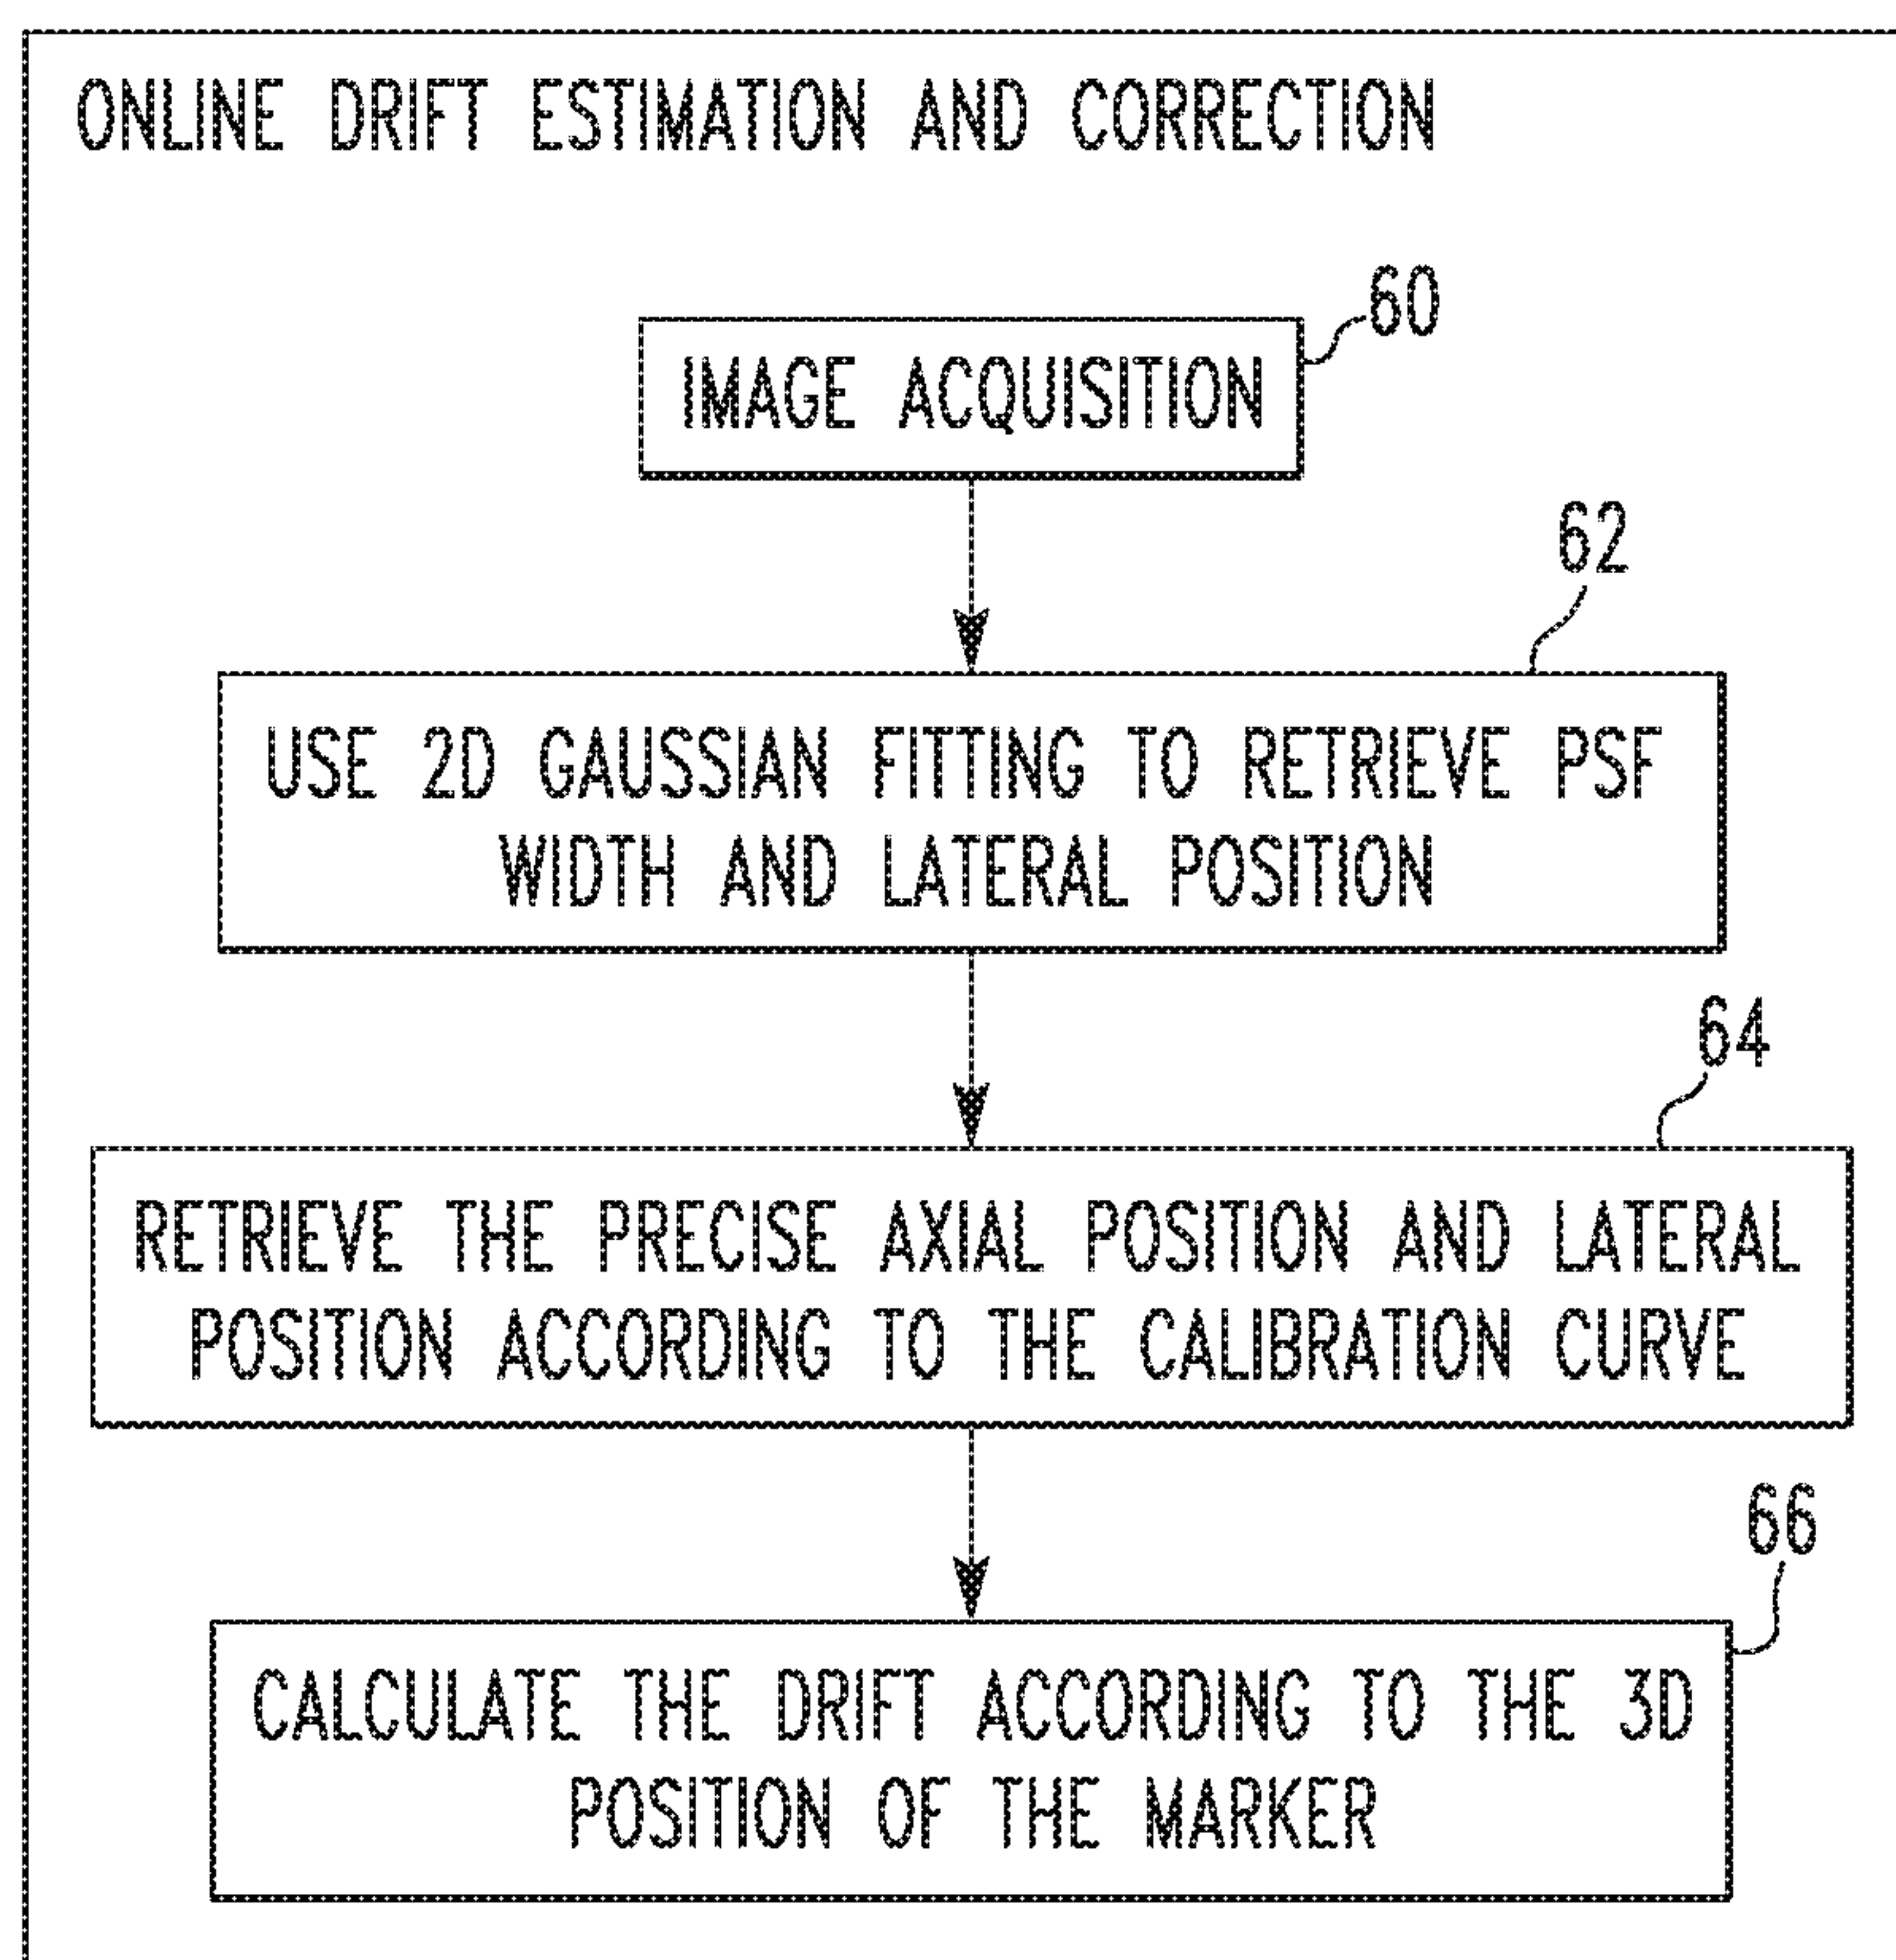 ONLINE DRIFT ESTIMATION AND CORRECTION
60
IMAGE ACQUISITION
62
USE 2D GAUSSIAN FITTING TO RETRIEVE PSF
WIDTH AND LATERAL POSITION
64
RETRIEVE THE PRECISE AXIAL POSITION AND LATERAL
POSITION ACCORDING TO THE CALIBRATION CURVE
66
CALCULATE THE DRIFT ACCORDING TO THE 3D
POSITION OF THE MARKER